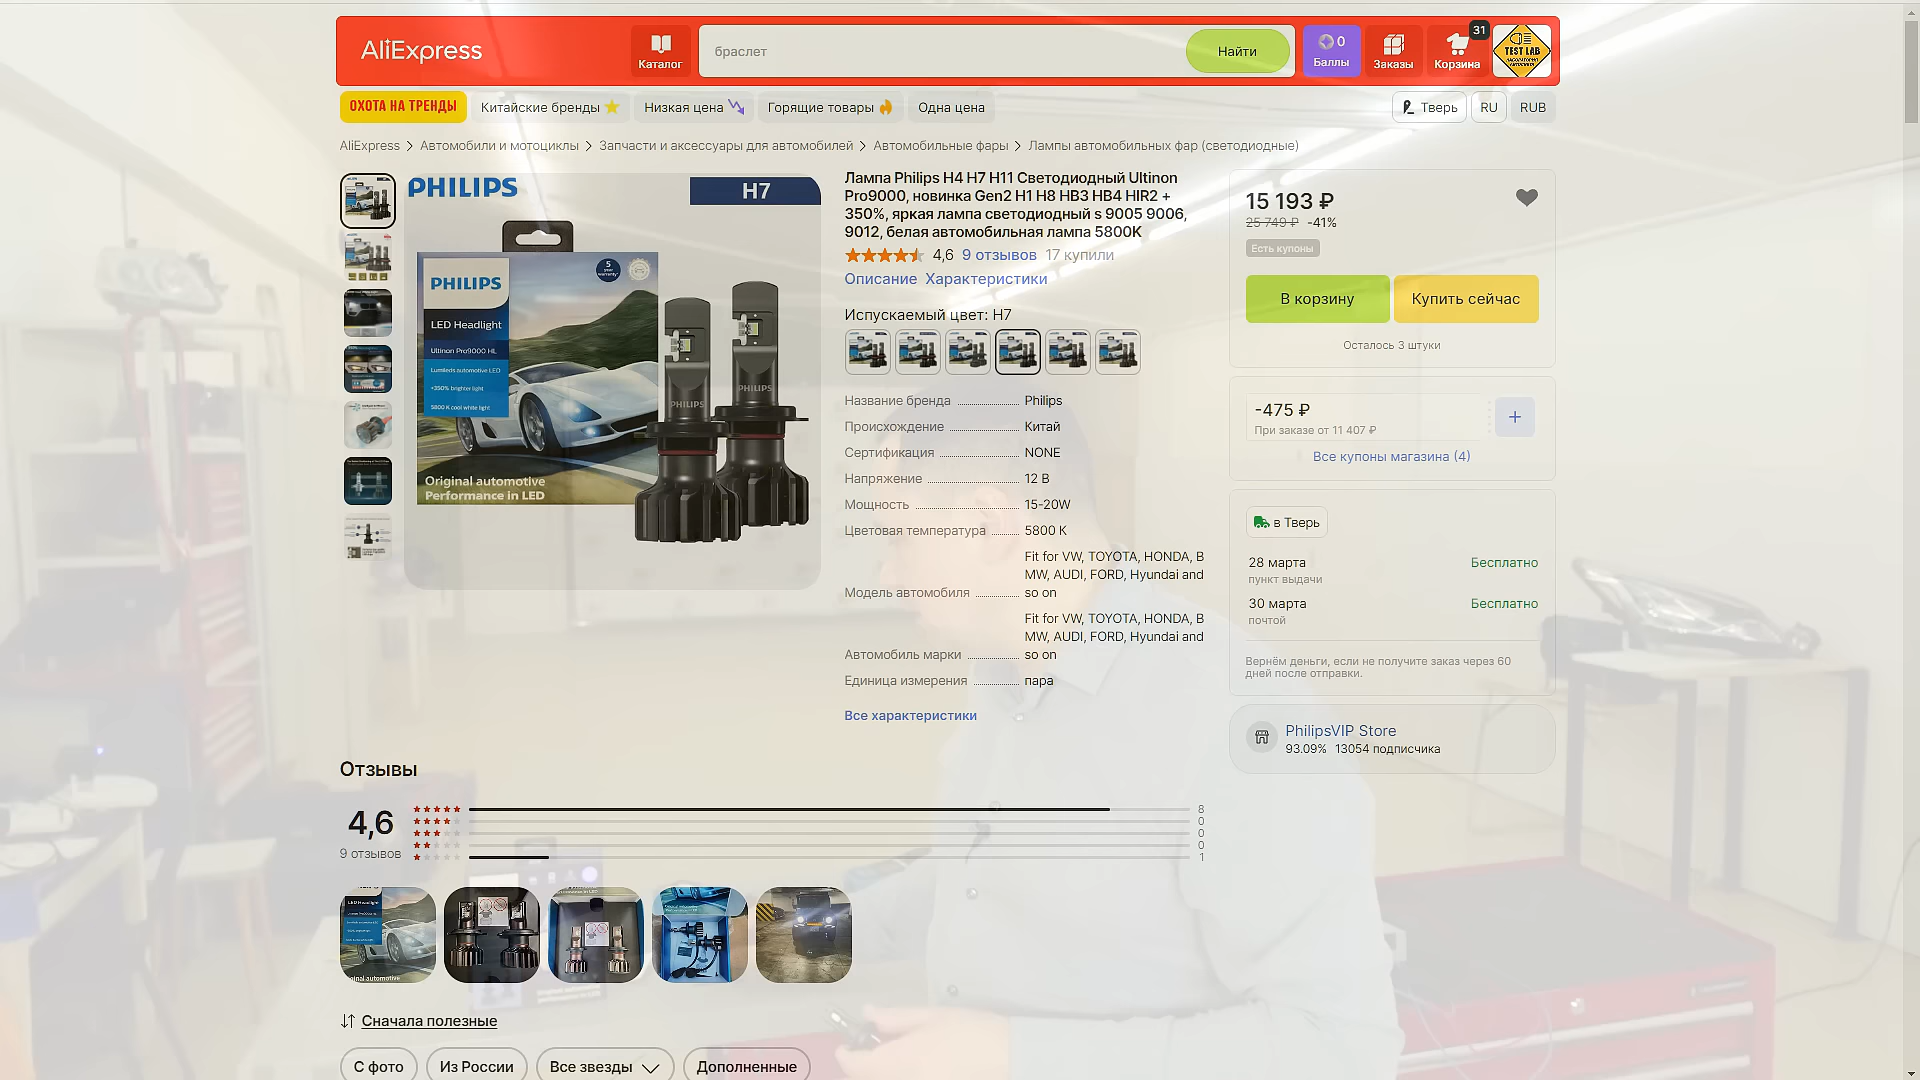 AliExpress
Каталог
браслет
Найти
0
Баллы
Заказы
31
Корзина
TEST LAB
ОХОТА НА ТРЕНДЫ
Китайские бренды
Низкая цена
Горящие товары
Одна цена
Тверь
RU
RUB
AliExpress > Автомобили и мотоциклы > Запчасти и аксессуары для автомобилей > Автомобильные фары > Лампы автомобильных фар (светодиодные)
PHILIPS
H7
PHILIPS
5
LED Headlight
Ultinon Pro9000 HL
Lumileds automotive LED
+350% brighter light
5800 K cool white light
PHILIPS
PHILIPS
Original automotive
Performance in LED
Лампа Philips H4 H7 H11 Светодиодный Ultinon
Pro9000, новинка Gen2 H1 H8 HB3 HB4 HIR2 +
350%, яркая лампа светодиодный s 9005 9006,
9012, белая автомобильная лампа 5800K
4,6 9 отзывов 17 купили
Описание Характеристики
Испускаемый цвет: H7
Название бренда Philips
Происхождение Китай
Сертификация NONE
Напряжение 12 В
Мощность 15-20W
Цветовая температура 5800 K
Fit for VW, TOYOTA, HONDA, B
MW, AUDI, FORD, Hyundai and
Модель автомобиля so on
Fit for VW, TOYOTA, HONDA, B
MW, AUDI, FORD, Hyundai and
Автомобиль марки so on
Единица измерения пара
Все характеристики
15 193 ₽
25 749 ₽ -41%
Есть купоны
В корзину
Купить сейчас
Осталось 3 штуки
-475 ₽
При заказе от 11 407 ₽
+
Все купоны магазина (4)
в Тверь
28 марта Бесплатно
пункт выдачи
30 марта Бесплатно
почтой
Вернём деньги, если не получите заказ через 60
дней после отправки.
PhilipsVIP Store
93.09% 13054 подписчика
Отзывы
4,6
9 отзывов
8
0
0
0
1
LED Headlight
Сначала полезные
С фото
Из России
Все звезды
Дополненные